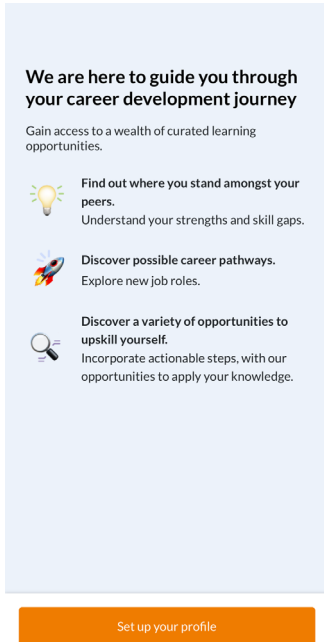 We are here to guide you through
your career development journey
Gain access to a wealth of curated learning
opportunities.
Find out where you stand amongst your
peers.
Understand your strengths and skill gaps.
Discover possible career pathways.
Explore new job roles.
Discover a variety of opportunities to
upskill yourself.
Incorporate actionable steps, with our
opportunities to apply your knowledge.
Set up your profile